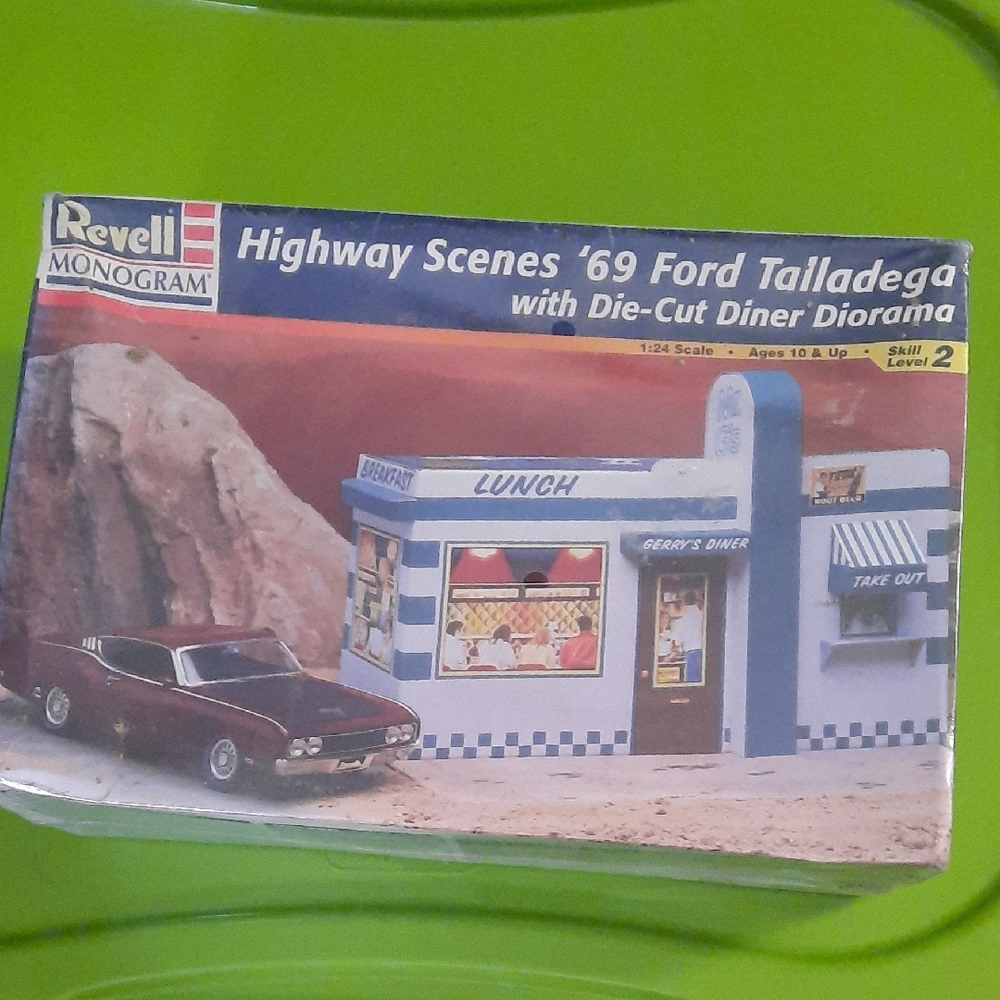 Revell
MONOGRAM
Highway Scenes '69 Ford Talladega
with Die-Cut Diner Diorama
1:24 Scale • Ages 10 & Up • Skill Level 2
BREAKFAST
LUNCH
ROOT BEER
GERRY'S DINER
TAKE OUT